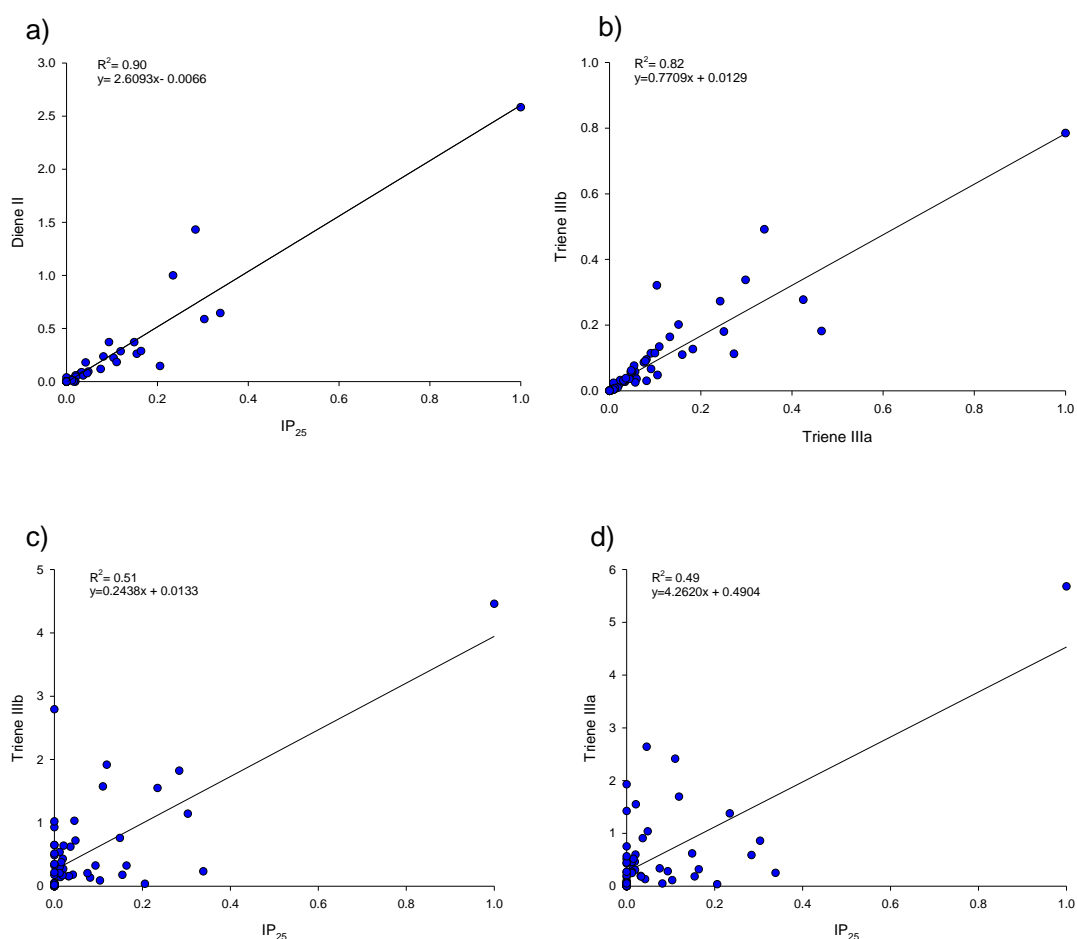 a)
R²= 0.90
y= 2.6093x- 0.0066
3.0
2.5
2.0
1.5
1.0
0.5
0.0
Diene II
0.0 0.2 0.4 0.6 0.8 1.0
IP₂₅
b)
R²= 0.82
y=0.7709x + 0.0129
1.0
0.8
0.6
0.4
0.2
0.0
Triene IIIb
0.0 0.2 0.4 0.6 0.8 1.0
Triene IIIa
c)
R²= 0.51
y=0.2438x + 0.0133
5
4
3
2
1
0
Triene IIIb
0.0 0.2 0.4 0.6 0.8 1.0
IP₂₅
d)
R²= 0.49
y=4.2620x + 0.4904
6
5
4
3
2
1
0
Triene IIIa
0.0 0.2 0.4 0.6 0.8 1.0
IP₂₅